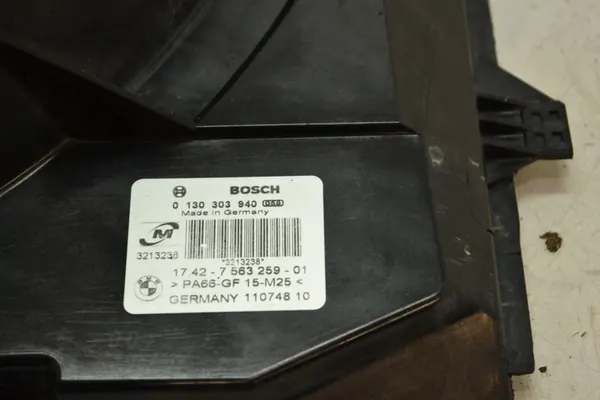 BOSCH
0 130 303 940 058
Made in Germany
M
3213238
*3213238*
17.42 - 7 563 259 - 01
> PA66-GF 15-M25 <
GERMANY 110748 10